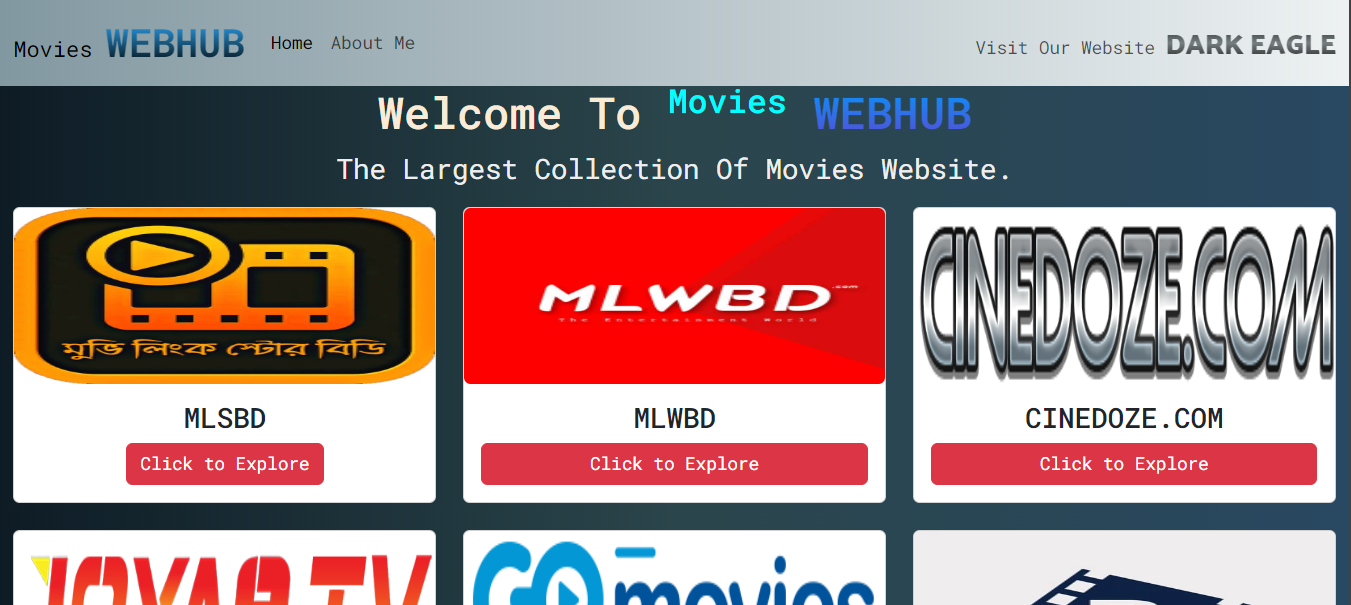 Movies WEBHUB Home About Me Visit Our Website DARK EAGLE
Welcome To Movies WEBHUB
The Largest Collection Of Movies Website.
মুভি লিংক স্টোর বিডি
MLWBD.com
The Entertainment World
CINEDOZE.COM
MLSBD MLWBD CINEDOZE.COM
Click to Explore Click to Explore Click to Explore
GO movies